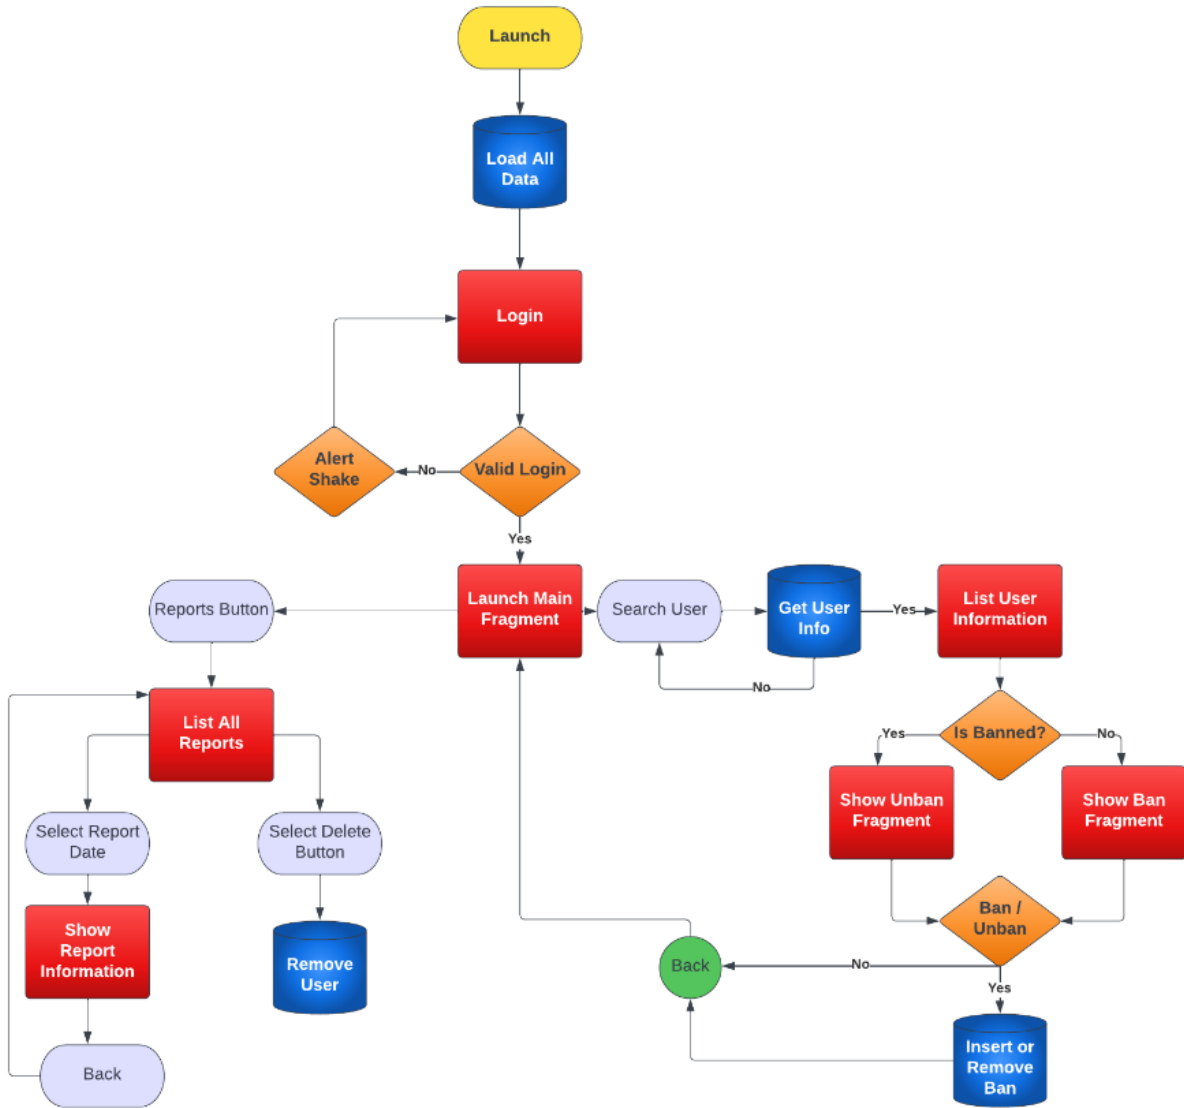 Launch
Load All
Data
Login
Alert
Shake
No
Valid Login
Yes
Reports Button
Launch Main
Fragment
Search User
Get User
Info
Yes
List User
Information
No
List All
Reports
Yes
Is Banned?
No
Show Unban
Fragment
Show Ban
Fragment
Select Report
Date
Select Delete
Button
Ban /
Unban
Show
Report
Information
Remove
User
Back
No
Yes
Insert or
Remove
Ban
Back